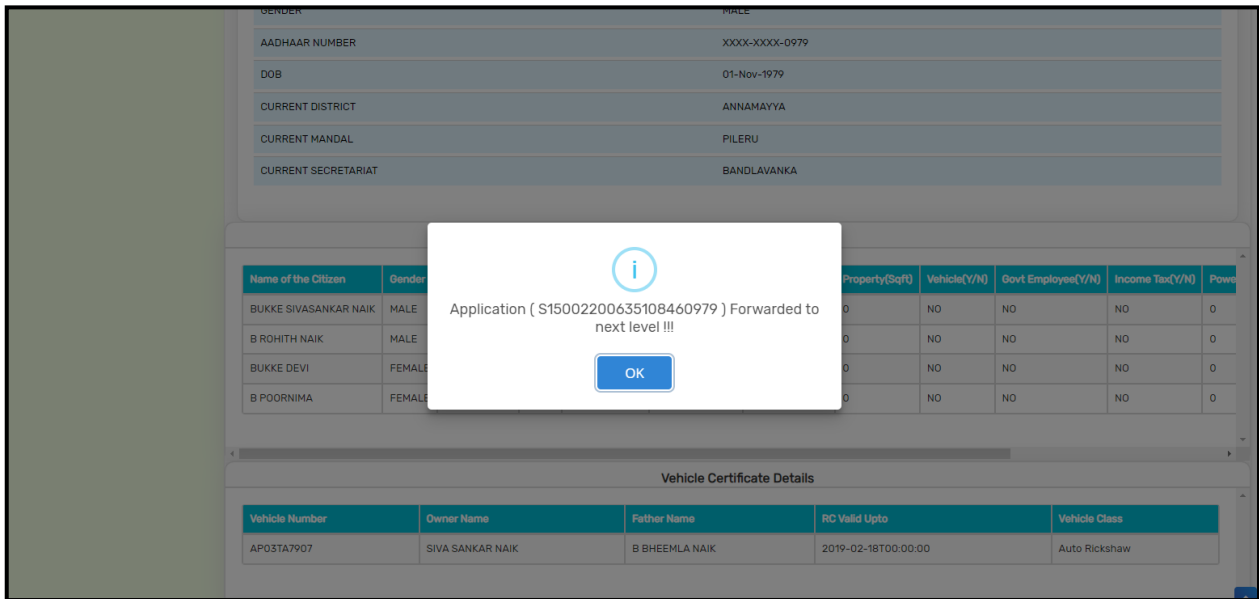 GENDER MALE
AADHAAR NUMBER XXXX-XXXX-0979
DOB 01-Nov-1979
CURRENT DISTRICT ANNAMAYYA
CURRENT MANDAL PILERU
CURRENT SECRETARIAT BANDLAVANKA
i
Application ( S15002200635108460979 ) Forwarded to
next level !!!
OK
Name of the Citizen Gender Property(Sqft) Vehicle(Y/N) Govt Employee(Y/N) Income Tax(Y/N) Powe
BUKKE SIVASANKAR NAIK MALE 0 NO NO NO 0
B ROHITH NAIK MALE 0 NO NO NO 0
BUKKE DEVI FEMALE 0 NO NO NO 0
B POORNIMA FEMALE 0 NO NO NO 0
Vehicle Certificate Details
Vehicle Number Owner Name Father Name RC Valid Upto Vehicle Class
AP03TA7907 SIVA SANKAR NAIK B BHEEMLA NAIK 2019-02-18T00:00:00 Auto Rickshaw